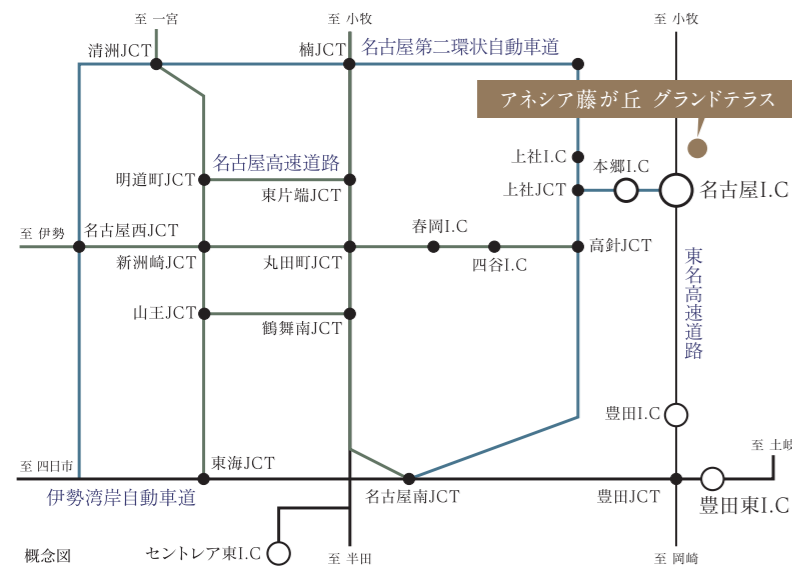 至 一宮
至 小牧
至 小牧
清洲JCT
楠JCT
名古屋第二環状自動車道
アネシア藤が丘 グランドテラス
上社I.C
本郷I.C
名古屋高速道路
明道町JCT
東片端JCT
上社JCT
名古屋I.C
至 伊勢
名古屋西JCT
春岡I.C
高針JCT
新洲崎JCT
丸田町JCT
四谷I.C
東名高速道路
山王JCT
鶴舞南JCT
豊田I.C
至 土岐
至 四日市
東海JCT
伊勢湾岸自動車道
名古屋南JCT
豊田JCT
豊田東I.C
概念図
セントレア東I.C
至 半田
至 岡崎